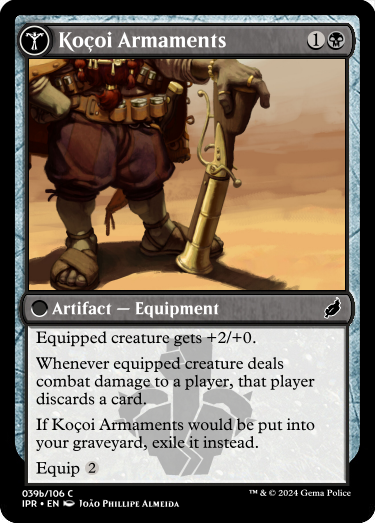 Koçoi Armaments 1
Artifact — Equipment
Equipped creature gets +2/+0.
Whenever equipped creature deals
combat damage to a player, that player
discards a card.
If Koçoi Armaments would be put into
your graveyard, exile it instead.
Equip 2
039b/106 C
IPR • EN João Phillipe Almeida
™ & © 2024 Gema Police